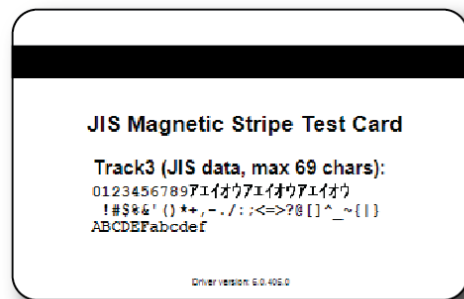 JIS Magnetic Stripe Test Card
Track3 (JIS data, max 69 chars):
0123456789アエイオウアエイオウアエイオウ
!#$%&'()*+,-./:;<=>?@[]^_~{|}
ABCDEFabcdef
Driver version: 6.0.406.0